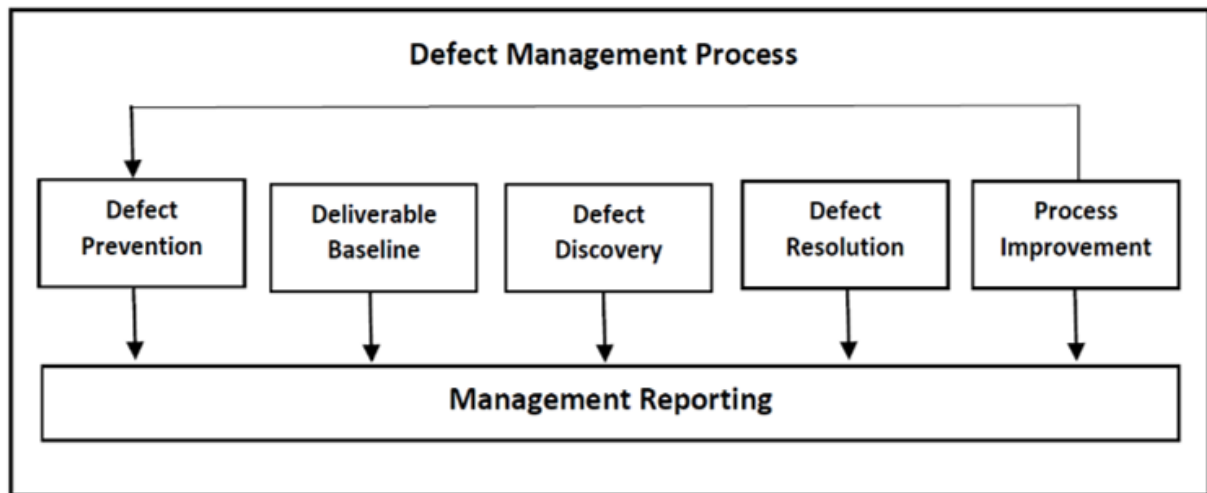 Defect Management Process
Defect
Prevention
Deliverable
Baseline
Defect
Discovery
Defect
Resolution
Process
Improvement
Management Reporting